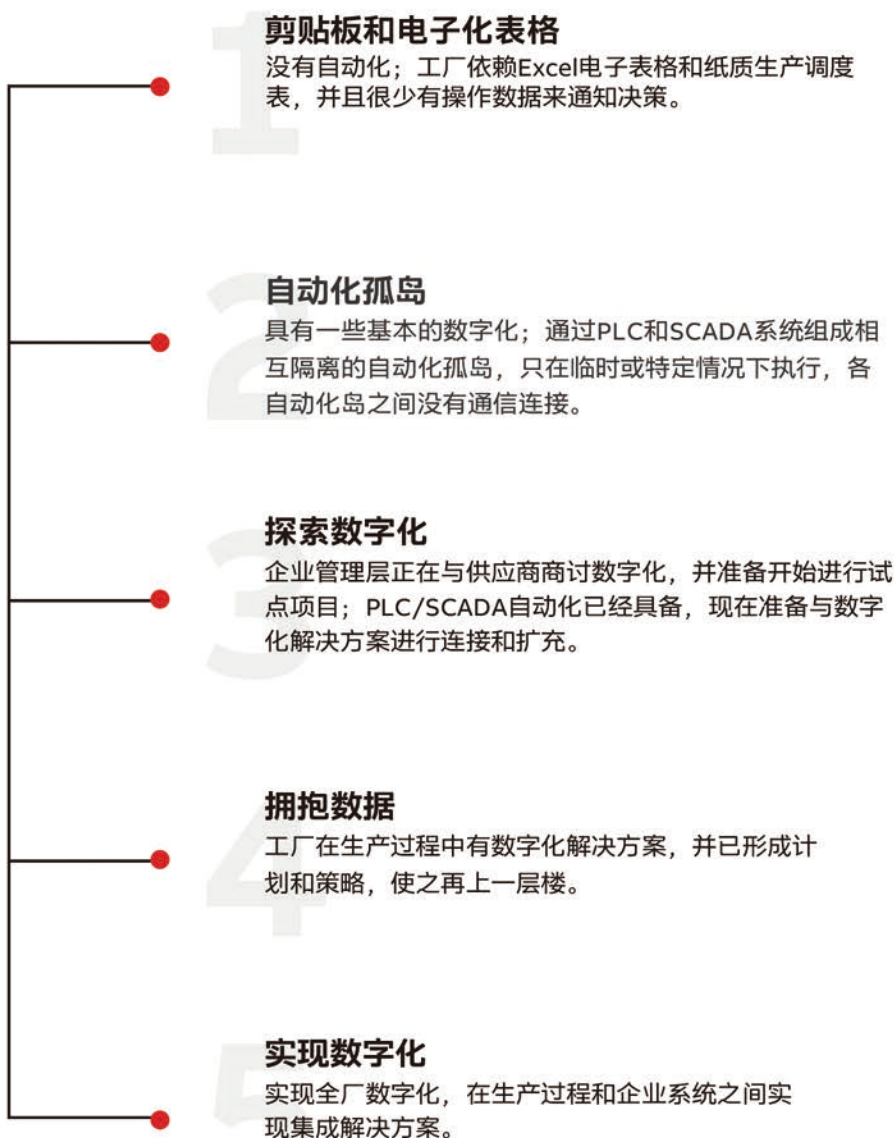 1
剪贴板和电子化表格
没有自动化；工厂依赖Excel电子表格和纸质生产调度
表，并且很少有操作数据来通知决策。
2
自动化孤岛
具有一些基本的数字化；通过PLC和SCADA系统组成相
互隔离的自动化孤岛，只在临时或特定情况下执行，各
自动化岛之间没有通信连接。
3
探索数字化
企业管理层正在与供应商商讨数字化，并准备开始进行试
点项目；PLC/SCADA自动化已经具备，现在准备与数字
化解决方案进行连接和扩充。
4
拥抱数据
工厂在生产过程中有数字化解决方案，并已形成计
划和策略，使之再上一层楼。
5
实现数字化
实现全厂数字化，在生产过程和企业系统之间实
现集成解决方案。